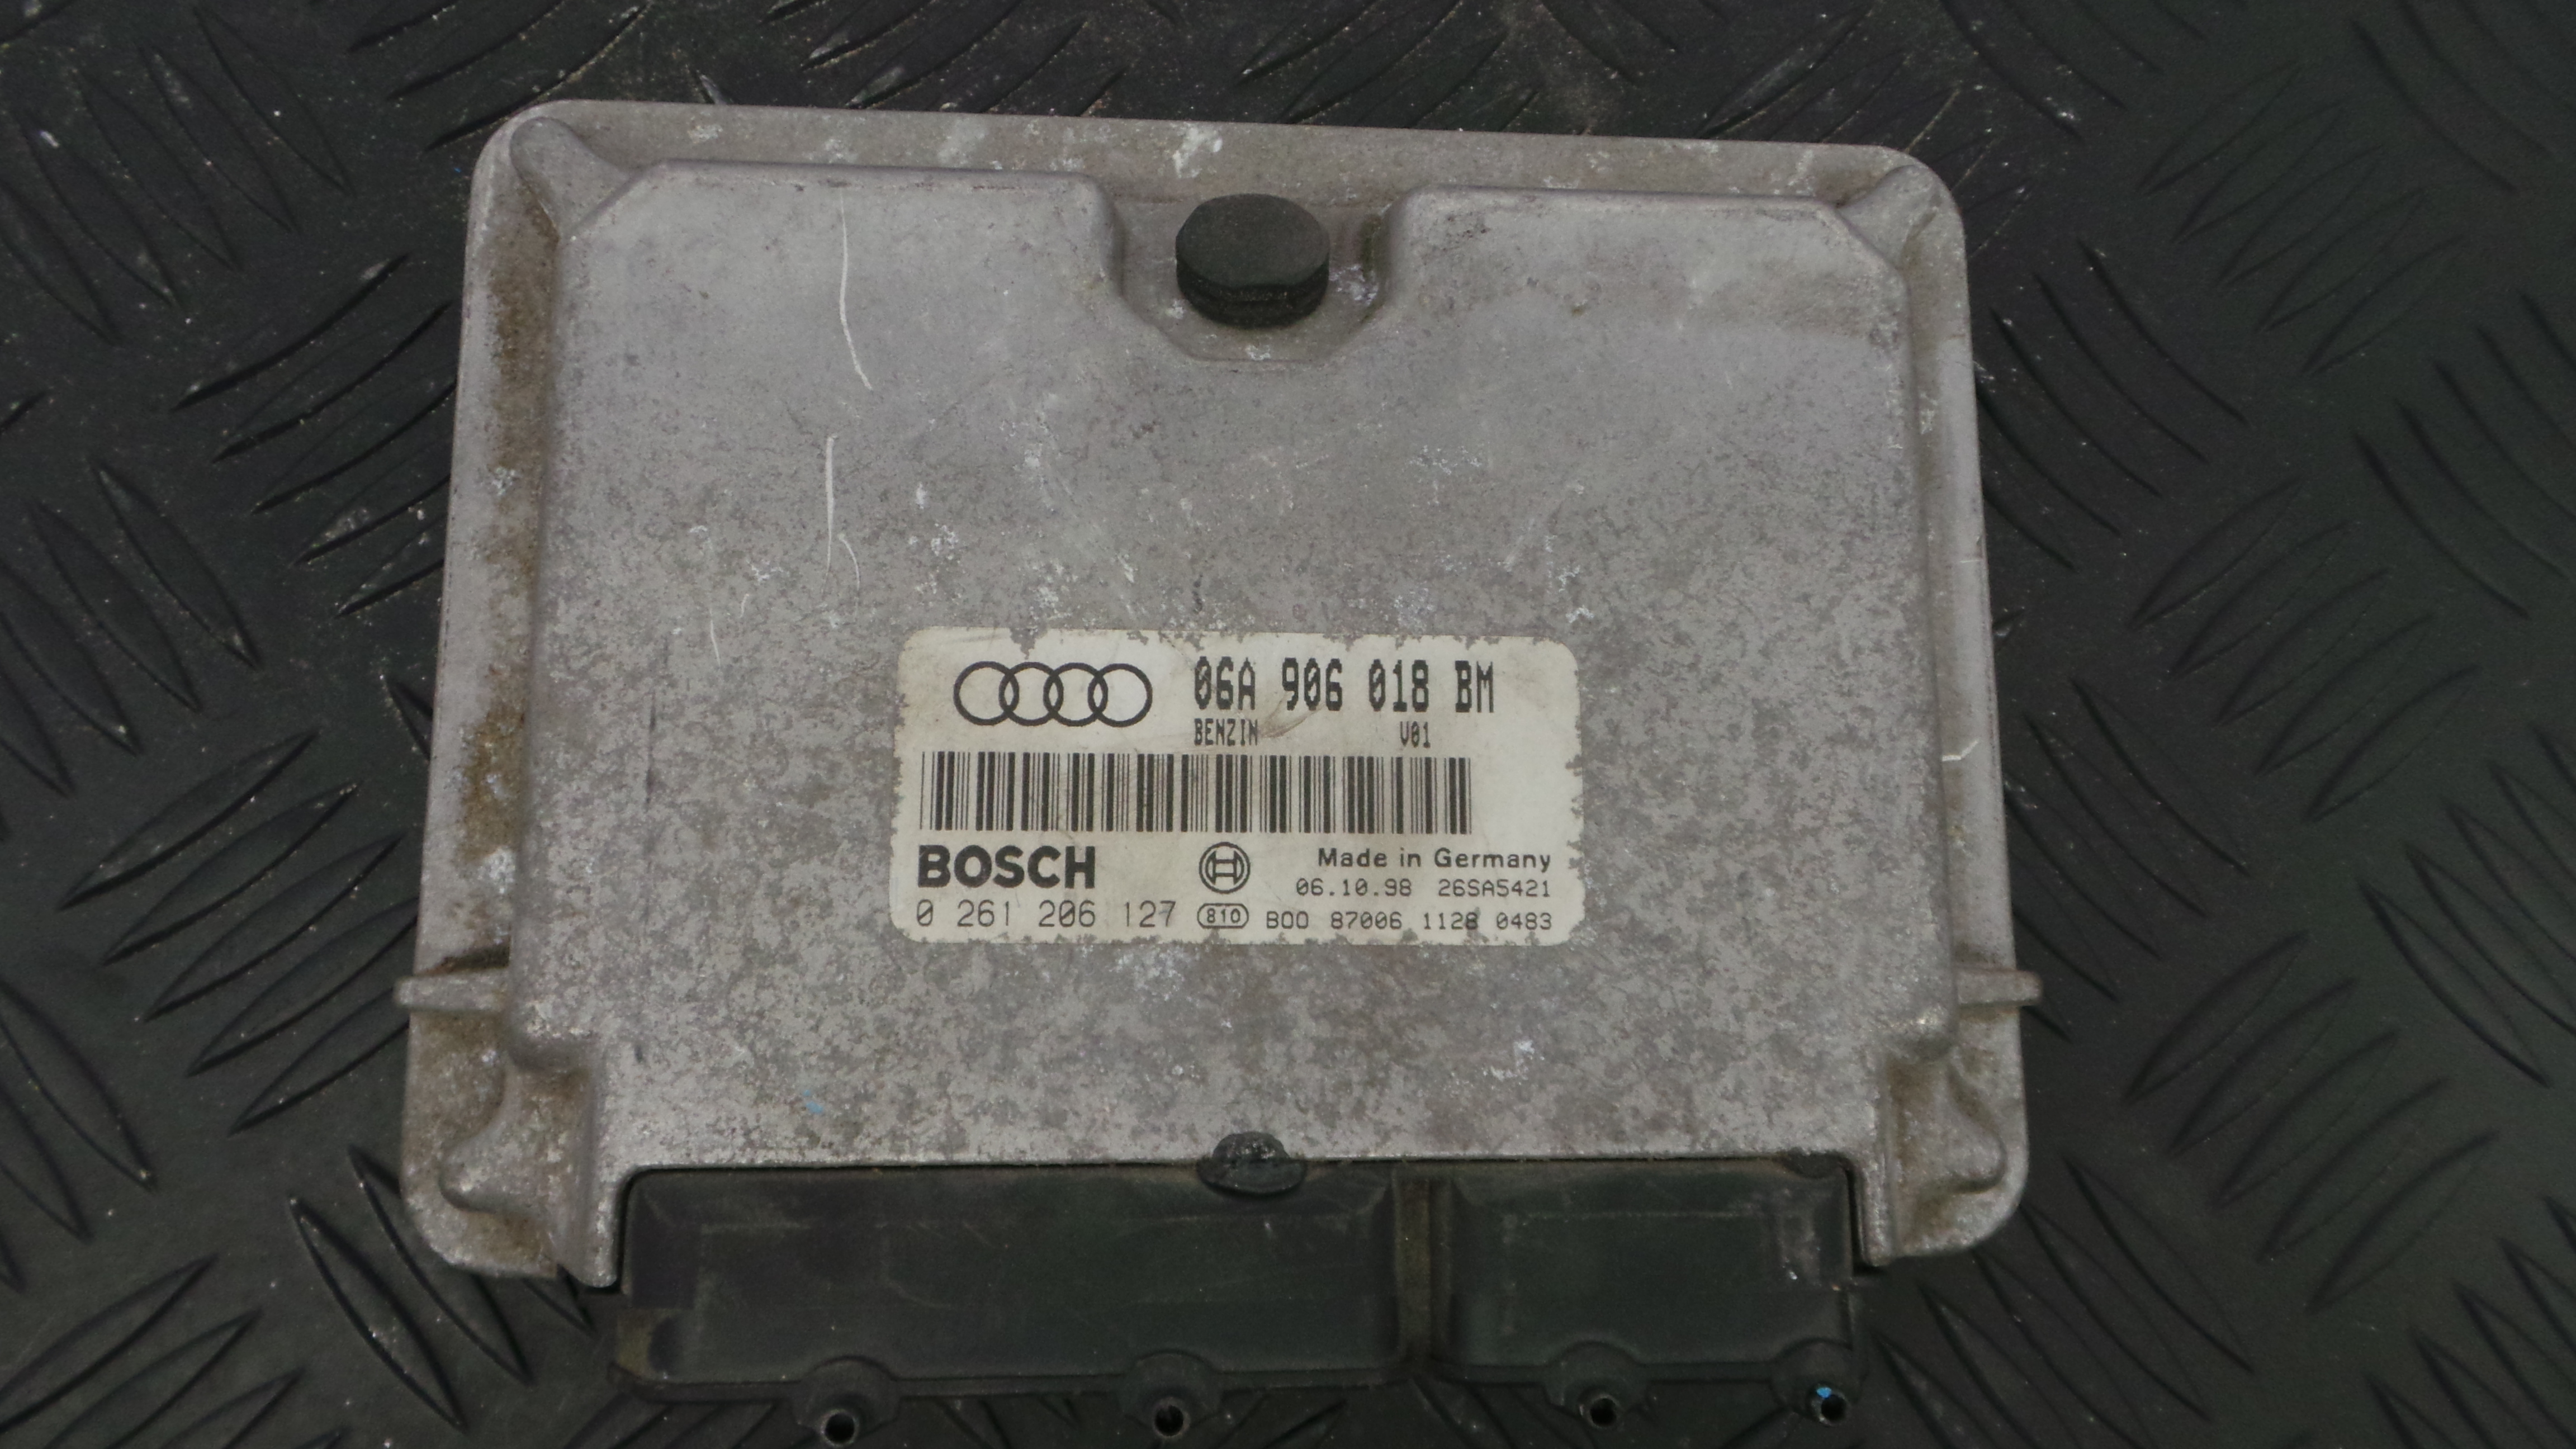 06A 906 018 BM
BENZIN V01
BOSCH
Made in Germany
06.10.98 26SA5421
0 261 206 127 810 B00 87006 1128 0483